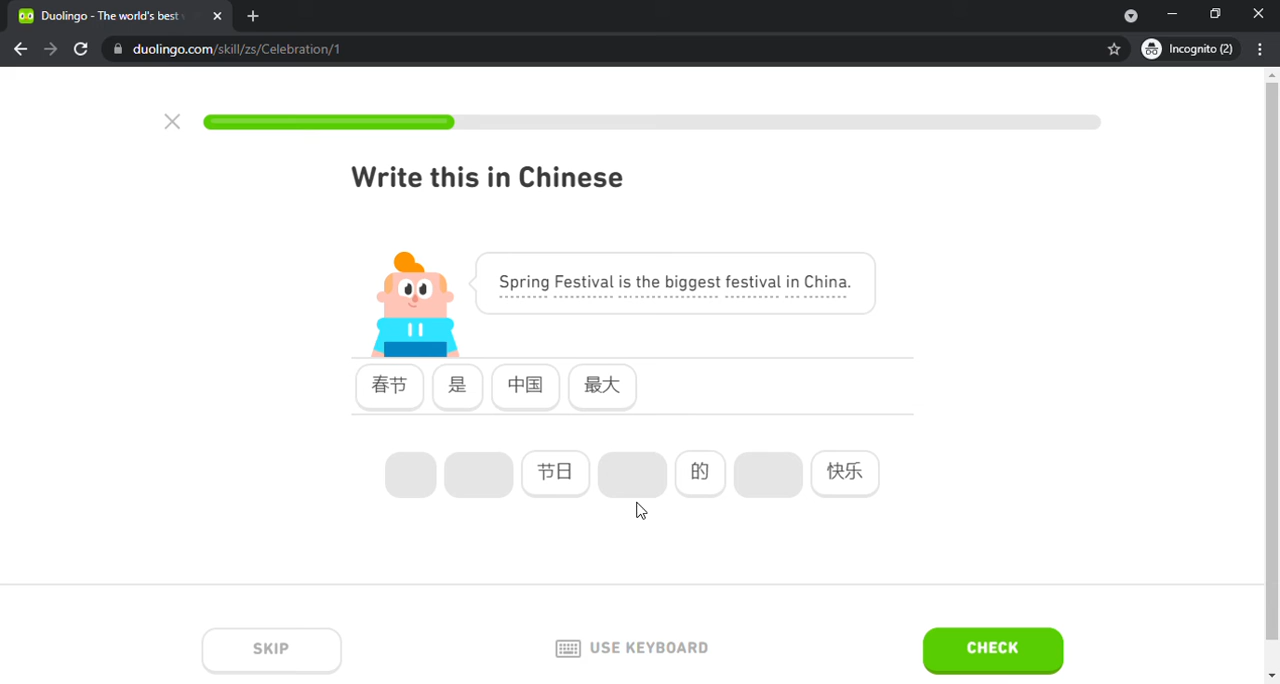 Duolingo - The world's best
duolingo.com/skill/zs/Celebration/1
Incognito (2)
Write this in Chinese
Spring Festival is the biggest festival in China.
春节 是 中国 最大
节日 的 快乐
SKIP USE KEYBOARD CHECK